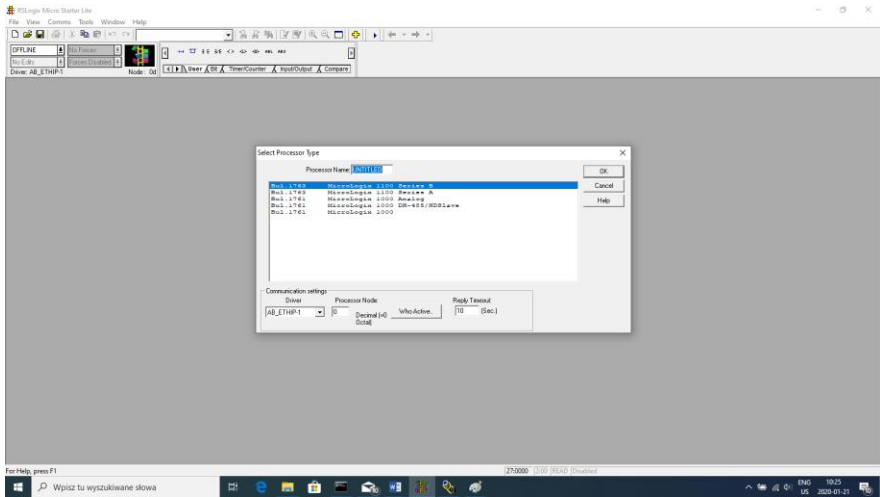 RSLogix Micro Starter Lite
File View Comms Tools Window Help
OFFLINE No Forces
No Edits Forces Disabled
Driver: AB_ETHIP-1 Node: 0d
User Bit Timer/Counter Input/Output Compare
Select Processor Type
Processor Name: UNTITLED
OK
Bul.1763 MicroLogix 1100 Series B
Cancel
Bul.1763 MicroLogix 1100 Series A
Bul.1761 MicroLogix 1000 Analog
Help
Bul.1761 MicroLogix 1000 DH-485/HDSlave
Bul.1761 MicroLogix 1000
Communication settings
Driver Processor Node: Reply Timeout:
AB_ETHIP-1 0 Decimal (=0 Octal) Who Active.. 10 (Sec.)
For Help, press F1
27:0000 2:00 READ Disabled
Wpisz tu wyszukiwane słowa
ENG 10:25
US 2020-01-21